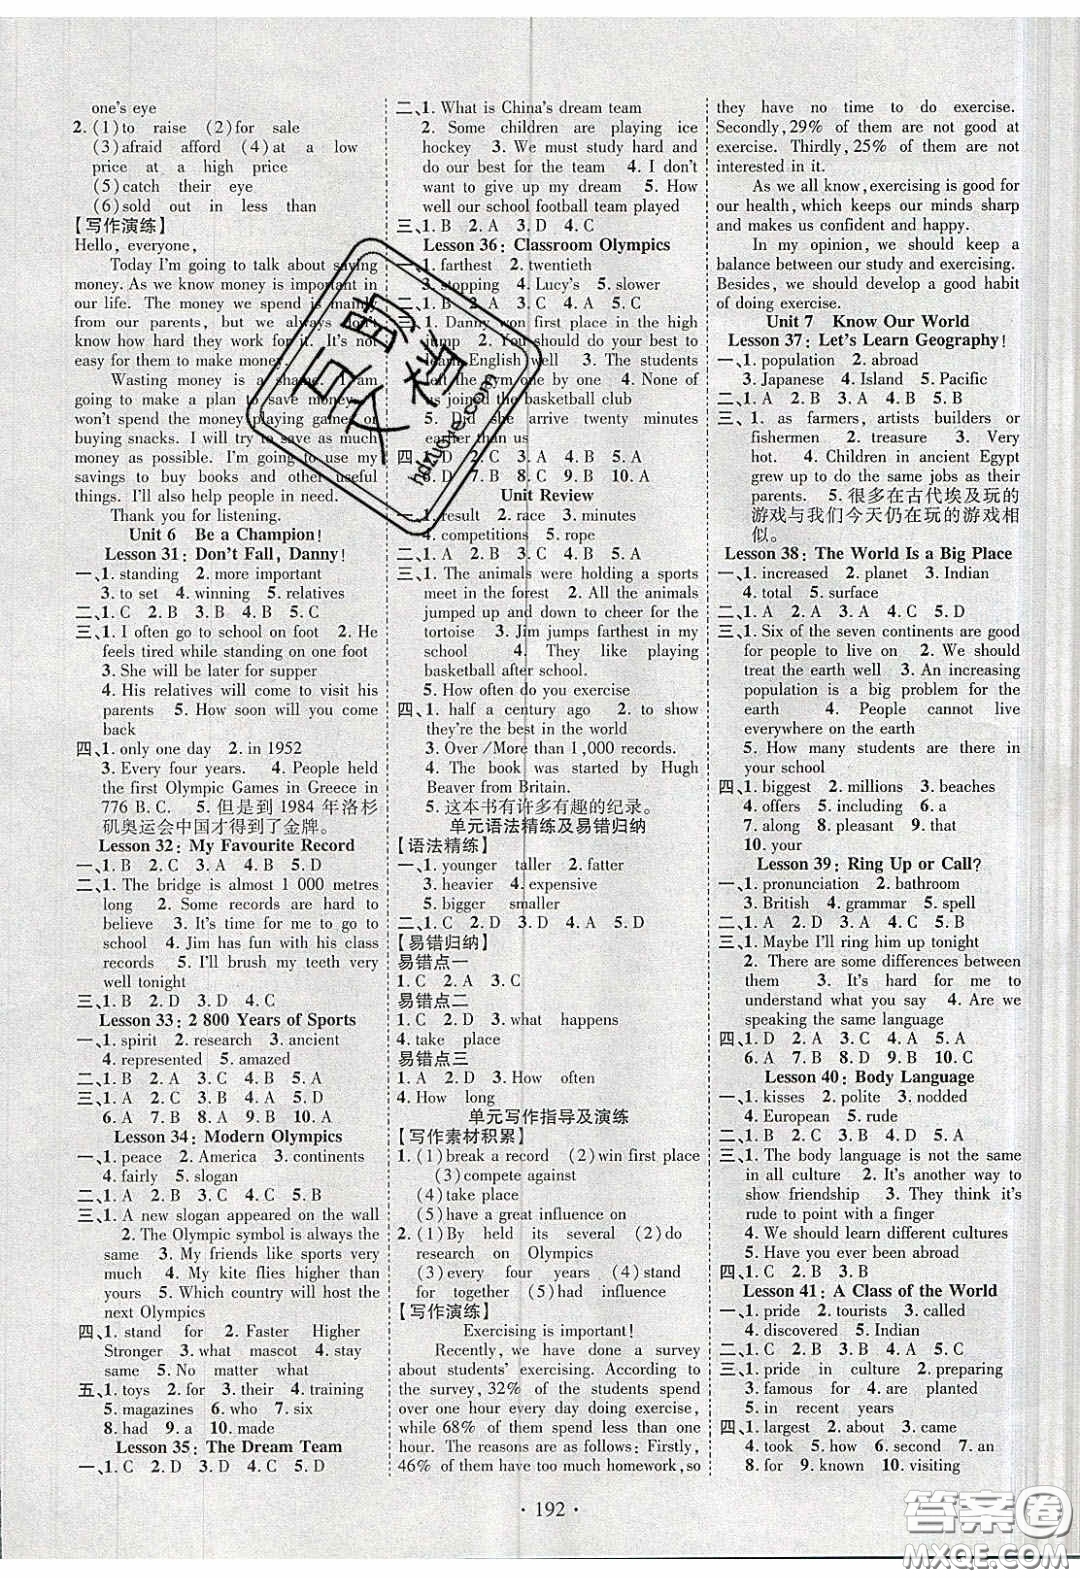 one's eye
2. (1)to raise (2)for sale
(3)afraid afford (4)at a low
price at a high price
(5)catch their eye
(6)sold out in less than
【写作演练】
Hello, everyone,
Today I'm going to talk about saying
money. As we know money is important in
our life. The money we spend is mainly
from our parents, but we always don't
know how hard they work for it. It's not
easy for them to make money.
Wasting money is a shame. I am
going to make a plan to save money. I
won't spend money playing games or
buying snacks. I will try to save as much
money as possible. I will spend my
savings to buy books and other useful
things. I'll help people in need.
Thank you for listening.
Unit 6 Be a Champion!
Lesson 31: Don't Fall, Danny!
一、1. standing 2. more important
3. to set 4. winning 5. relatives
二、1. C 2. B 3. B 4. C 5. A
三、1. I often go to school on foot 2. He
feels tired while standing on one foot
3. She will be later for supper
4. His relatives will come to visit his
parents 5. How soon will you come
back
四、1. only one day 2. in 1952
3. Every four years. 4. People held
the first Olympic Games in Greece in
776 B. C. 5. 但是到 1984 年洛杉
矶奥运会中国才得到了金牌。
Lesson 32: My Favourite Record
一、1. B 2. C 3. A 4. D 5. D
二、1. The bridge is almost 1 000 metres
long 2. Some records are hard to
believe 3. It's time for me to go to
school 4. Jim has fun with his class
records 5. I'll brush my teeth very
well tonight
三、1. B 2. D 3. D 4. C
Lesson 33: 2 800 Years of Sports
一、1. spirit 2. research 3. ancient
4. represented 5. amazed
二、1. B 2. A 3. C 4. B 5. A
三、1. D 2. A 3. C 4. C 5. A
6. A 7. B 8. B 9. B 10. A
Lesson 34: Modern Olympics
一、1. peace 2. America 3. continents
4. fairly 5. slogan
二、1. A 2. B 3. C 4. A 5. C
三、1. A new slogan appeared on the wall
2. The Olympic symbol is always the
same 3. My friends like sports very
much 4. My kite flies higher than
yours 5. Which country will host the
next Olympics
四、1. stand for 2. Faster Higher
Stronger 3. what mascot 4. stay
same 5. No matter what
五、1. toys 2. for 3. their 4. training
5. magazines 6. who 7. six
8. had 9. a 10. made
Lesson 35: The Dream Team
一、1. C 2. D 3. C 4. A 5. D
二、1. What is China's dream team
2. Some children are playing ice
hockey 3. We must study hard and
do our best for the team 4. I don't
want to give up my dream 5. How
well our school football team played
三、1. B 2. A 3. D 4. C
Lesson 36: Classroom Olympics
一、1. farthest 2. twentieth
3. stopping 4. Lucy's 5. slower
二、1. B 2. C 3. A 4. D 5. C
三、1. Danny won first place in the high
jump 2. You should do your best to
learn English well 3. The students
left the gym one by one 4. None of
us joined the basketball club
5. Did she arrive twenty minutes
earlier than us
四、1. D 2. C 3. A 4. B 5. A
6. D 7. B 8. C 9. B 10. A
Unit Review
一、1. result 2. race 3. minutes
4. competitions 5. rope
二、1. A 2. B 3. C 4. A 5. B
三、1. The animals were holding a sports
meet in the forest 2. All the animals
jumped up and down to cheer for the
tortoise 3. Jim jumps farthest in my
school 4. They like playing
basketball after school.
5. How often do you exercise
四、1. half a century ago 2. to show
they're the best in the world
3. Over/More than 1,000 records.
4. The book was started by Hugh
Beaver from Britain.
5. 这本书有许多有趣的纪录。
单元语法精练及易错归纳
【语法精练】
一、1. younger taller 2. fatter
3. heavier 4. expensive
5. bigger smaller
二、1. C 2. D 3. D 4. A 5. D
【易错归纳】
易错点一
1. C 2. A 3. C
易错点二
1. C 2. D 3. what happens
4. take place
易错点三
1. A 2. D 3. How often
4. How long
单元写作指导及演练
【写作素材积累】
1. (1)break a record (2)win first place
(3)compete against
(4)take place
(5)have great influence on
2. (1)By held its several (2)do
research on Olympics
(3)every four years (4)stand
for together (5)had influence
【写作演练】
Exercising is important!
Recently, we have done a survey
about students' exercising. According to
the survey, 32% of the students spend
over one hour every day doing exercise,
while 68% of them spend less than one
hour. The reasons are as follows: Firstly,
46% of them have too much homework, so
they have no time to do exercise.
Secondly, 29% of them are not good at
exercise. Thirdly, 25% of them are not
interested in it.
As we all know, exercising is good for
our health, which keeps our minds sharp
and makes us confident and happy.
In my opinion, we should keep a
balance between our study and exercising.
Besides, we should develop a good habit
of doing exercise.
Unit 7 Know Our World
Lesson 37: Let's Learn Geography!
一、1. population 2. abroad
3. Japanese 4. Island 5. Pacific
二、1. A 2. B 3. A 4. B 5. B
三、1. as farmers, artists builders or
fishermen 2. treasure 3. Very
hot. 4. Children in ancient Egypt
grew up to do same jobs as their
parents. 5. 很多在古代埃及玩的
游戏与我们今天仍在玩的游戏相
似。
Lesson 38: The World Is a Big Place
一、1. increased 2. planet 3. Indian
4. total 5. surface
二、1. A 2. A 3. A 4. C 5. D
三、1. Six of the seven continents are good
for people to live on 2. We should
treat the earth well 3. An increasing
population is a big problem for the
earth 4. People cannot live
everywhere on the earth
5. How many students are there in
your school
四、1. biggest 2. millions 3. beaches
4. offers 5. including 6. a
7. along 8. pleasant 9. that
10. your
Lesson 39: Ring Up or Call?
一、1. pronunciation 2. bathroom
3. British 4. grammar 5. spell
二、1. A 2. D 3. D 4. C 5. B
三、1. Maybe I'll ring him up tonight
2. There are some differences between
them 3. It's hard for me to
understand what you say 4. Are we
speaking the same language
四、1. D 2. A 3. C 4. A 5. A
6. A 7. B 8. B 9. B 10. C
Lesson 40: Body Language
一、1. kisses 2. polite 3. nodded
4. European 5. rude
二、1. B 2. C 3. B 4. D 5. A
三、1. The body language is not the same
in all culture 2. It's another way to
show friendship 3. They think it's
rude to point with a finger
4. We should learn different cultures
5. Have you ever been abroad
四、1. C 2. B 3. B
Lesson 41: A Class of the World
一、1. pride 2. tourists 3. called
4. discovered 5. Indian
二、1. C 2. B 3. C 4. C 5. A
三、1. pride in culture 2. preparing
3. famous for 4. are planted
5. in recent years
四、1. largest 2. about 3. came
4. took 5. how 6. second 7. an
8. for 9. known 10. visiting
· 192 ·
互助文档
hdzuoye.com
答案圈
MXQE.COM